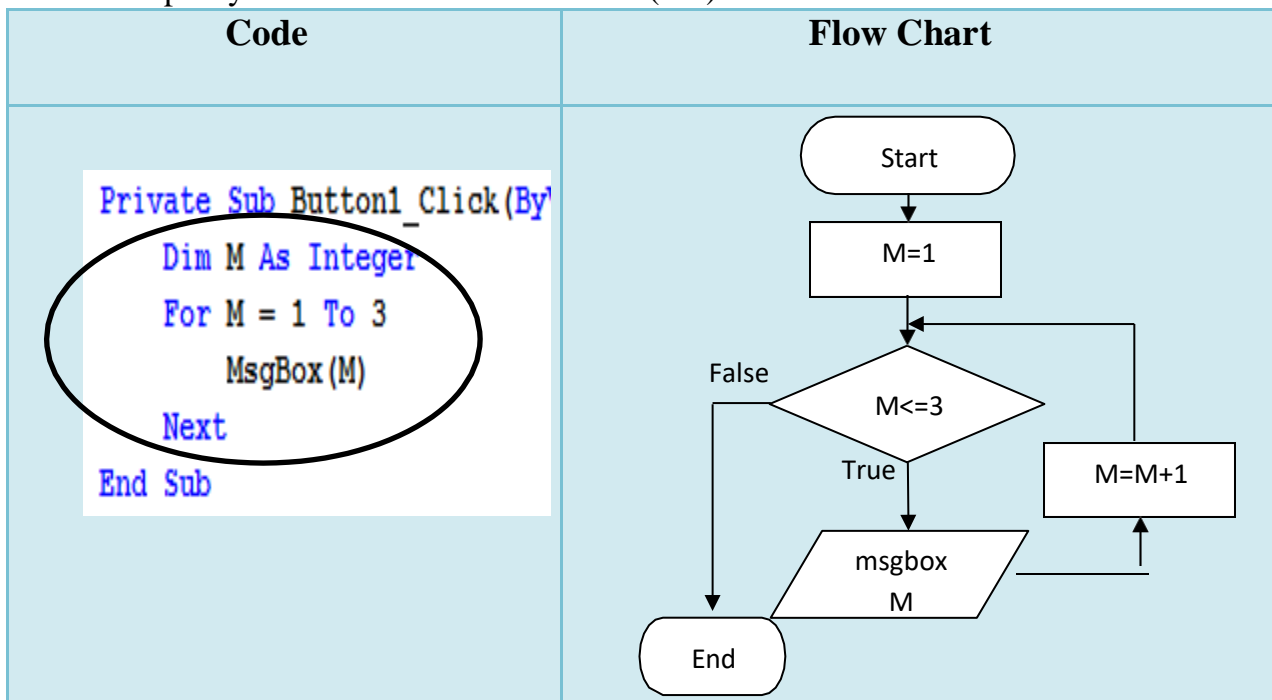 Code
Flow Chart
Private Sub Button1_Click(By
Dim M As Integer
For M = 1 To 3
MsgBox(M)
Next
End Sub
Start
M=1
False
M<=3
True
M=M+1
msgbox
M
End